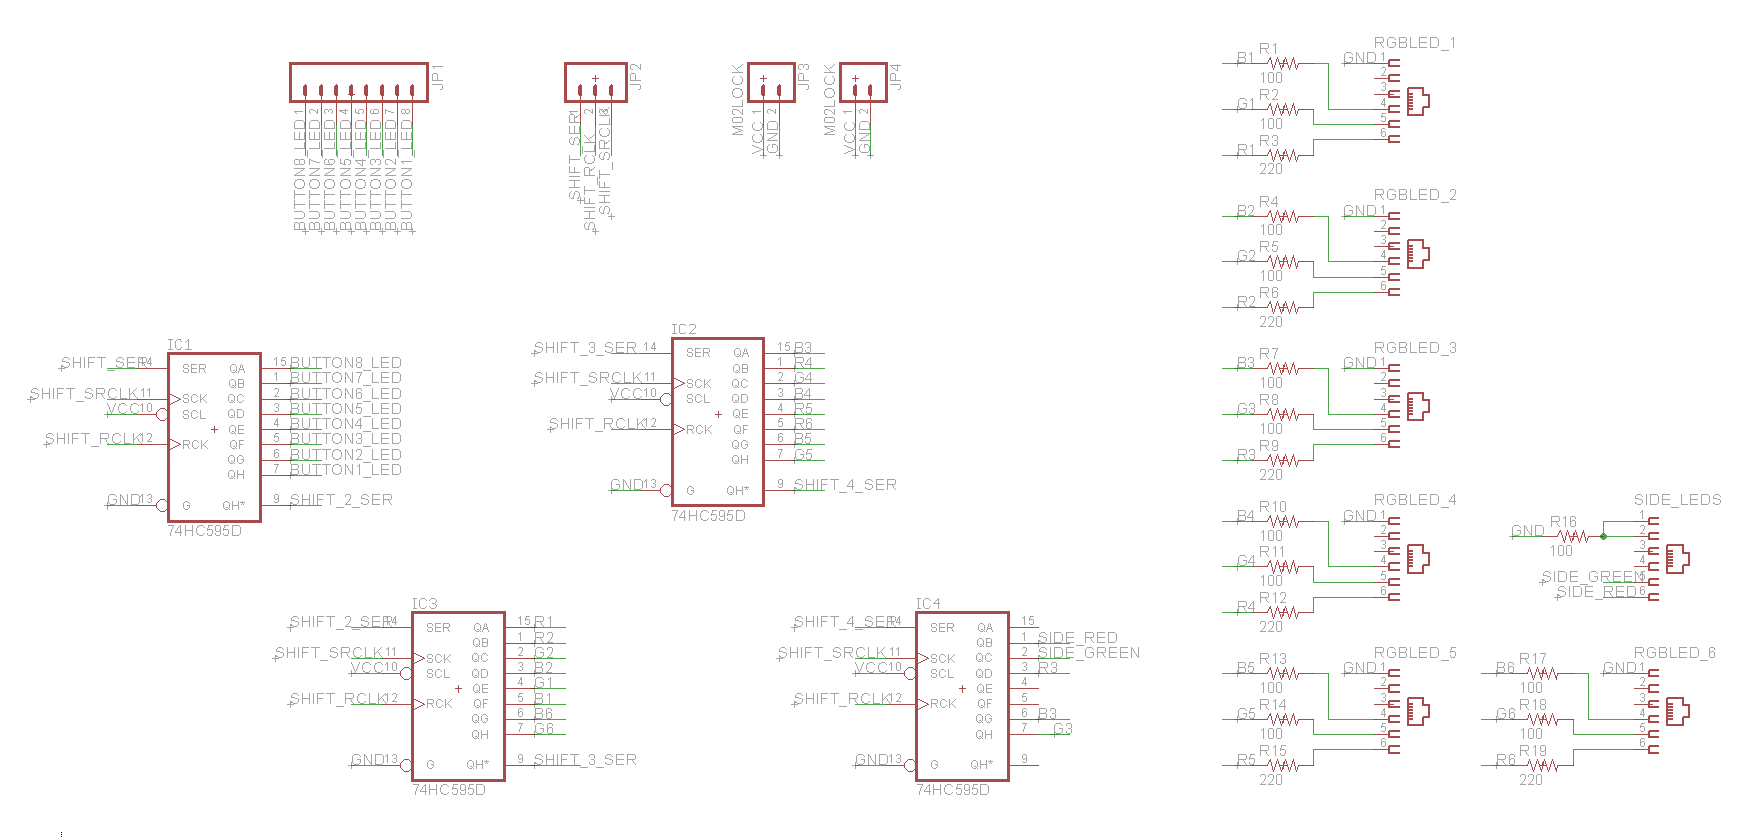 JP1
1 2 3 4 5 6 7 8
BUTTON8_LED
BUTTON7_LED
BUTTON6_LED
BUTTON5_LED
BUTTON4_LED
BUTTON3_LED
BUTTON2_LED
BUTTON1_LED
JP2
1 2 3
SHIFT_SER
SHIFT_RCLK
SHIFT_SRCLK
JP3
M02LOCK
VCC 1
GND 2
JP4
M02LOCK
VCC 1
GND 2
IC1
SHIFT_SER 14 SER QA 15 BUTTON8_LED
QB 1 BUTTON7_LED
SHIFT_SRCLK 11 SCK QC 2 BUTTON6_LED
VCC 10 SCL QD 3 BUTTON5_LED
QE 4 BUTTON4_LED
SHIFT_RCLK 12 RCK QF 5 BUTTON3_LED
QG 6 BUTTON2_LED
QH 7 BUTTON1_LED
GND 13 G QH* 9 SHIFT_2_SER
74HC595D
IC2
SHIFT_3_SER 14 SER QA 15 B3
QB 1 R4
SHIFT_SRCLK 11 SCK QC 2 G4
VCC 10 SCL QD 3 B4
QE 4 R5
SHIFT_RCLK 12 RCK QF 5 R6
QG 6 B5
QH 7 G5
GND 13 G QH* 9 SHIFT_4_SER
74HC595D
IC3
SHIFT_2_SER 14 SER QA 15 R1
QB 1 R2
SHIFT_SRCLK 11 SCK QC 2 G2
VCC 10 SCL QD 3 B2
QE 4 G1
SHIFT_RCLK 12 RCK QF 5 B1
QG 6 B6
QH 7 G6
GND 13 G QH* 9 SHIFT_3_SER
74HC595D
IC4
SHIFT_4_SER 14 SER QA 15
QB 1 SIDE_RED
SHIFT_SRCLK 11 SCK QC 2 SIDE_GREEN
VCC 10 SCL QD 3 R3
QE 4
SHIFT_RCLK 12 RCK QF 5
QG 6 B3
QH 7 G3
GND 13 G QH* 9
74HC595D
RGBLED_1
B1 R1 100 GND 1
2
3
G1 R2 100 4
5
R1 R3 220 6
RGBLED_2
B2 R4 100 GND 1
2
3
G2 R5 100 4
5
R2 R6 220 6
RGBLED_3
B3 R7 100 GND 1
2
3
G3 R8 100 4
5
R3 R9 220 6
RGBLED_4
B4 R10 100 GND 1
2
3
G4 R11 100 4
5
R4 R12 220 6
RGBLED_5
B5 R13 100 GND 1
2
3
G5 R14 100 4
5
R5 R15 220 6
SIDE_LEDS
1
GND R16 100 2
3
4
SIDE_GREEN 5
SIDE_RED 6
RGBLED_6
B6 R17 100 GND 1
2
3
G6 R18 100 4
5
R6 R19 220 6